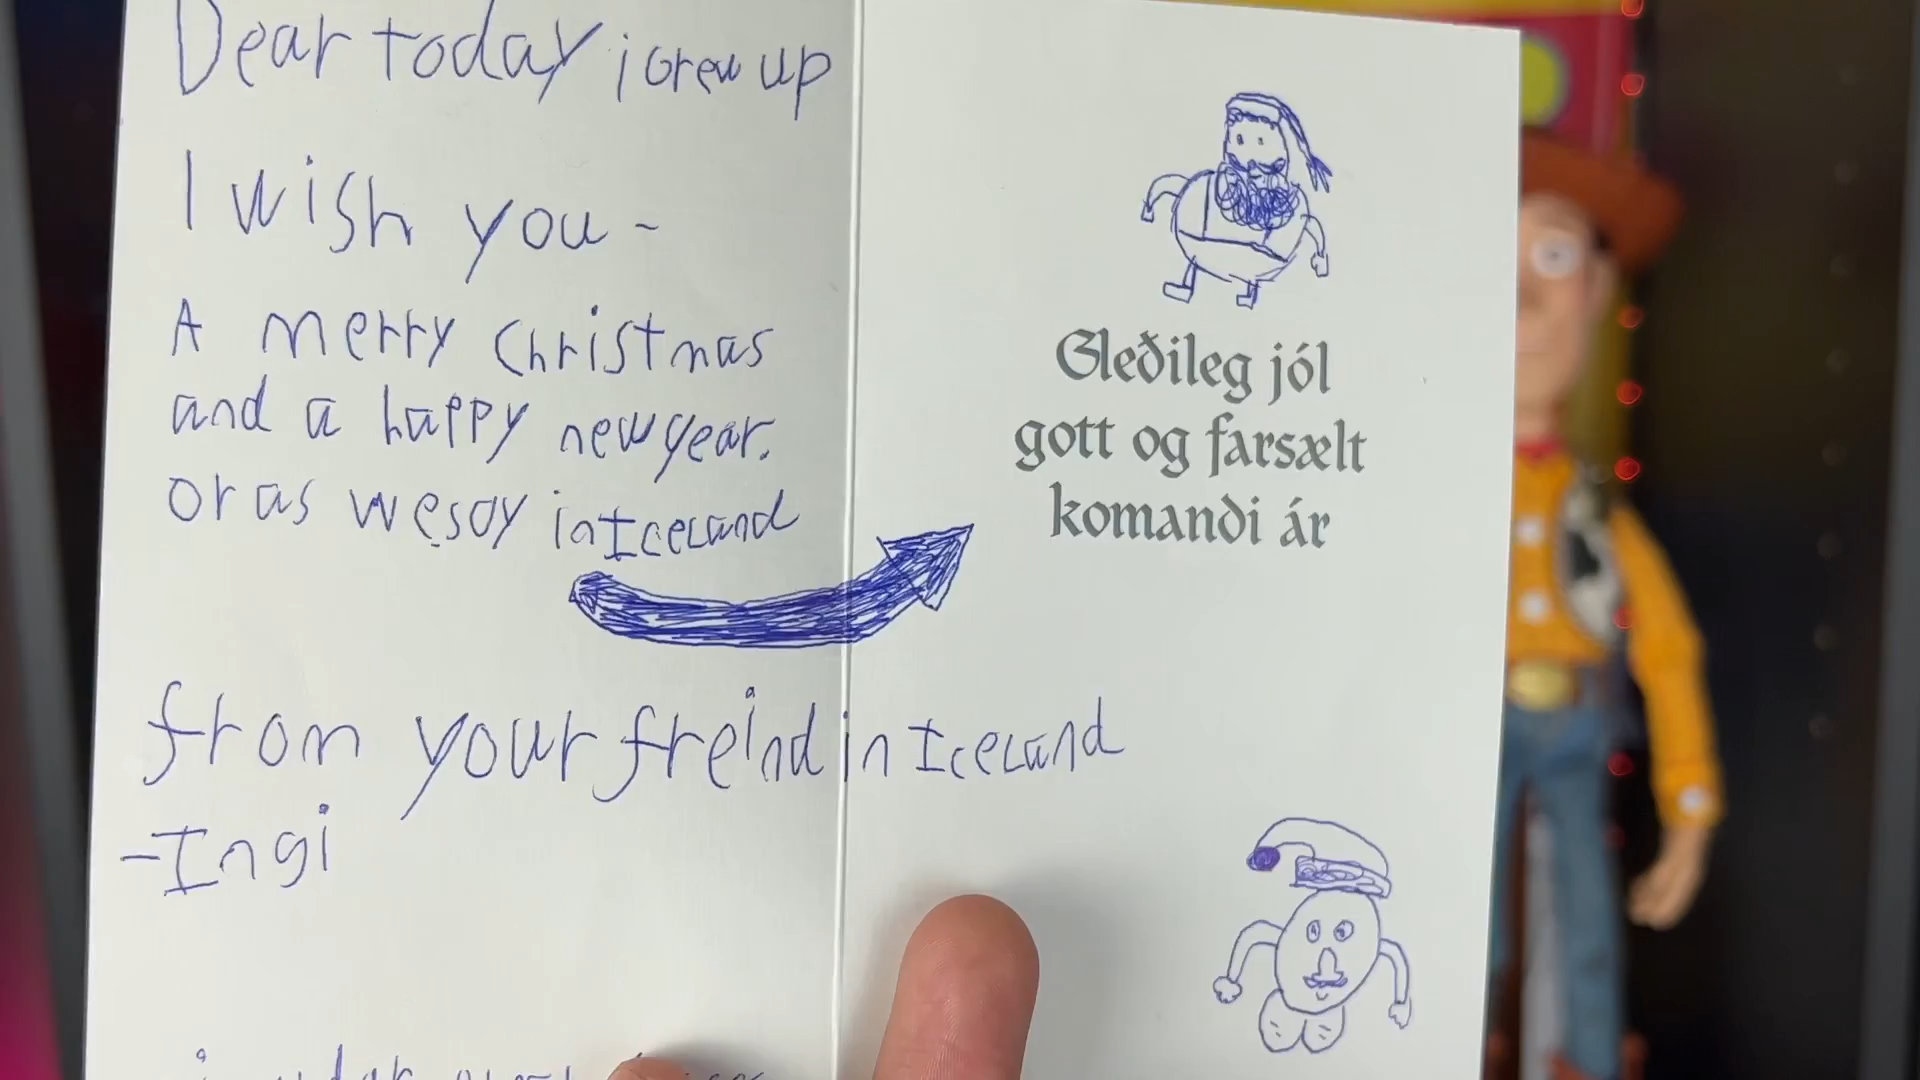 Dear today i Grew up
I wish you -
A merry Christmas
and a happy new year.
or as we say in Iceland
from your freind in Iceland
-Ingi
Gleðileg jól
gott og farsælt
komandi ár